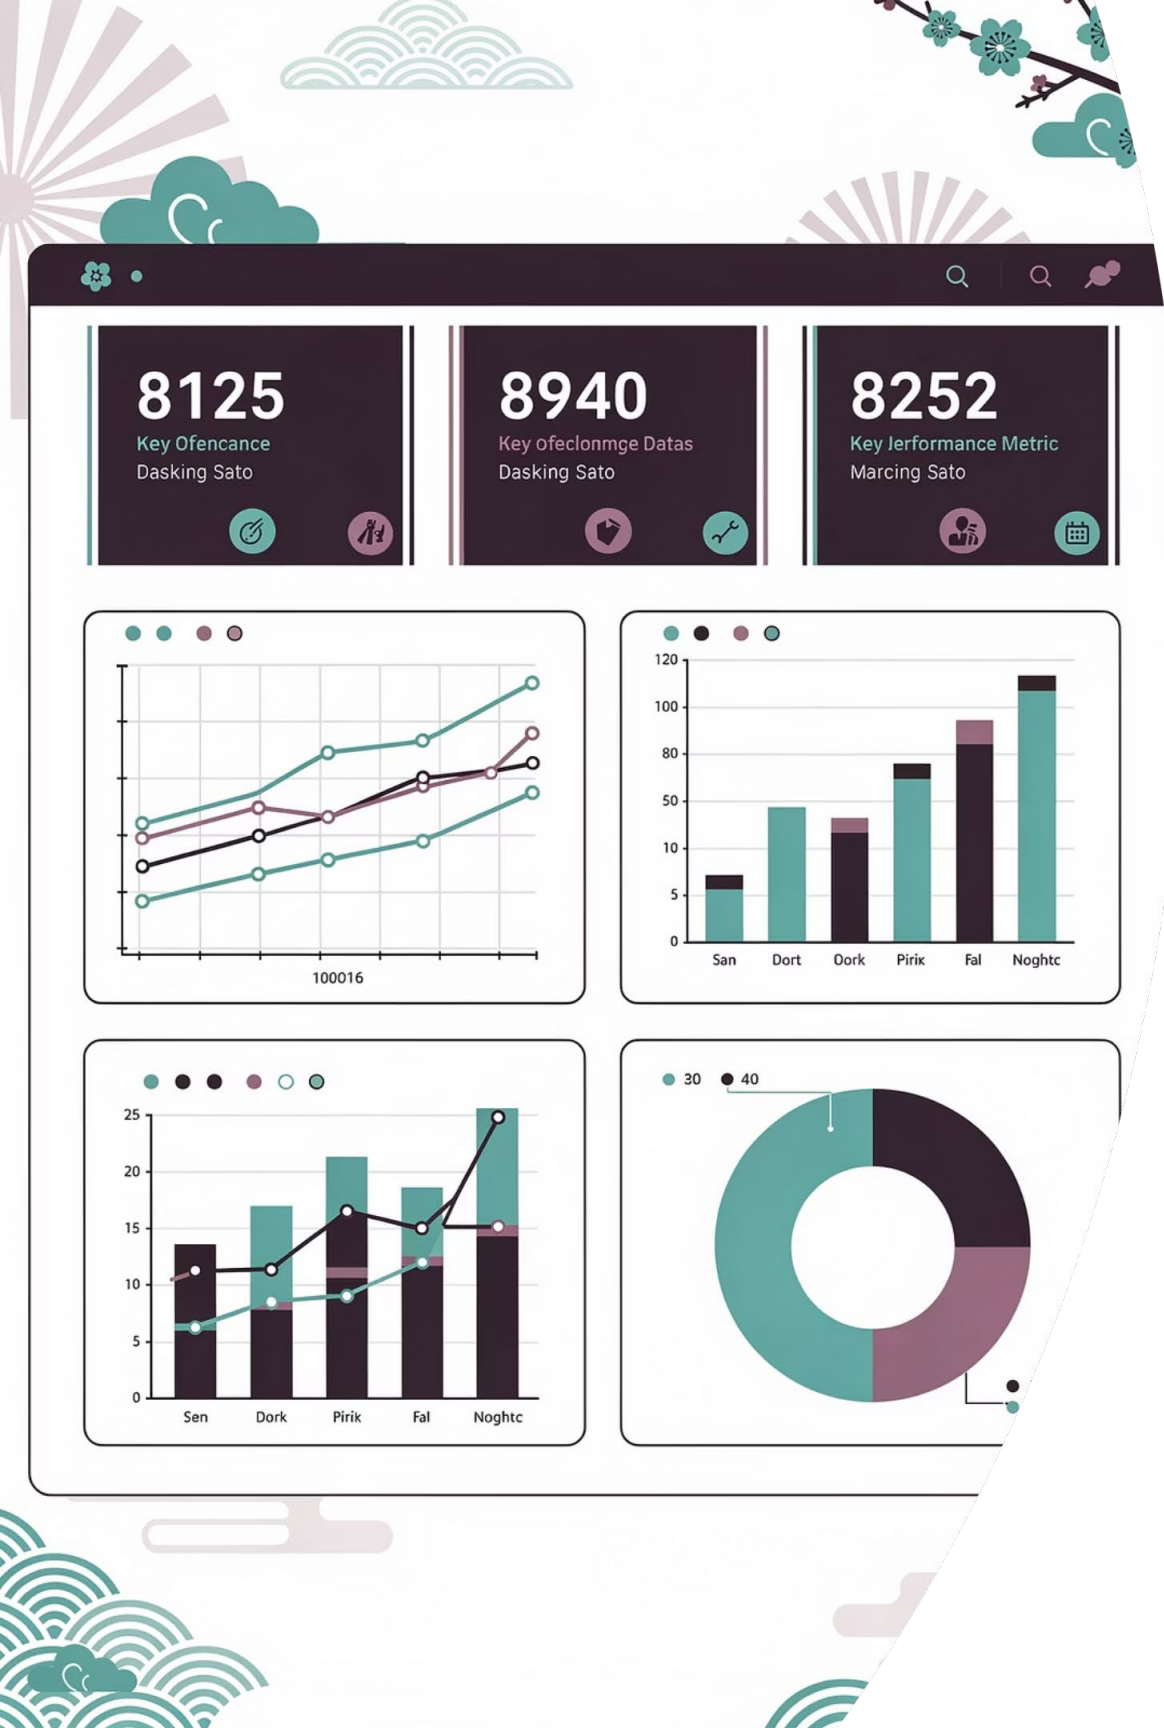 8125
Key Ofencance
Dasking Sato
8940
Key ofeclonmçe Datas
Dasking Sato
8252
Key Jerformance Metric
Marcing Sato
100016
120
100
80
50
10
5
0
San Dort Oork Pirik Fal Noghtc
25
20
15
10
5
0
Sen Dork Pirik Fal Noghtc
30 40